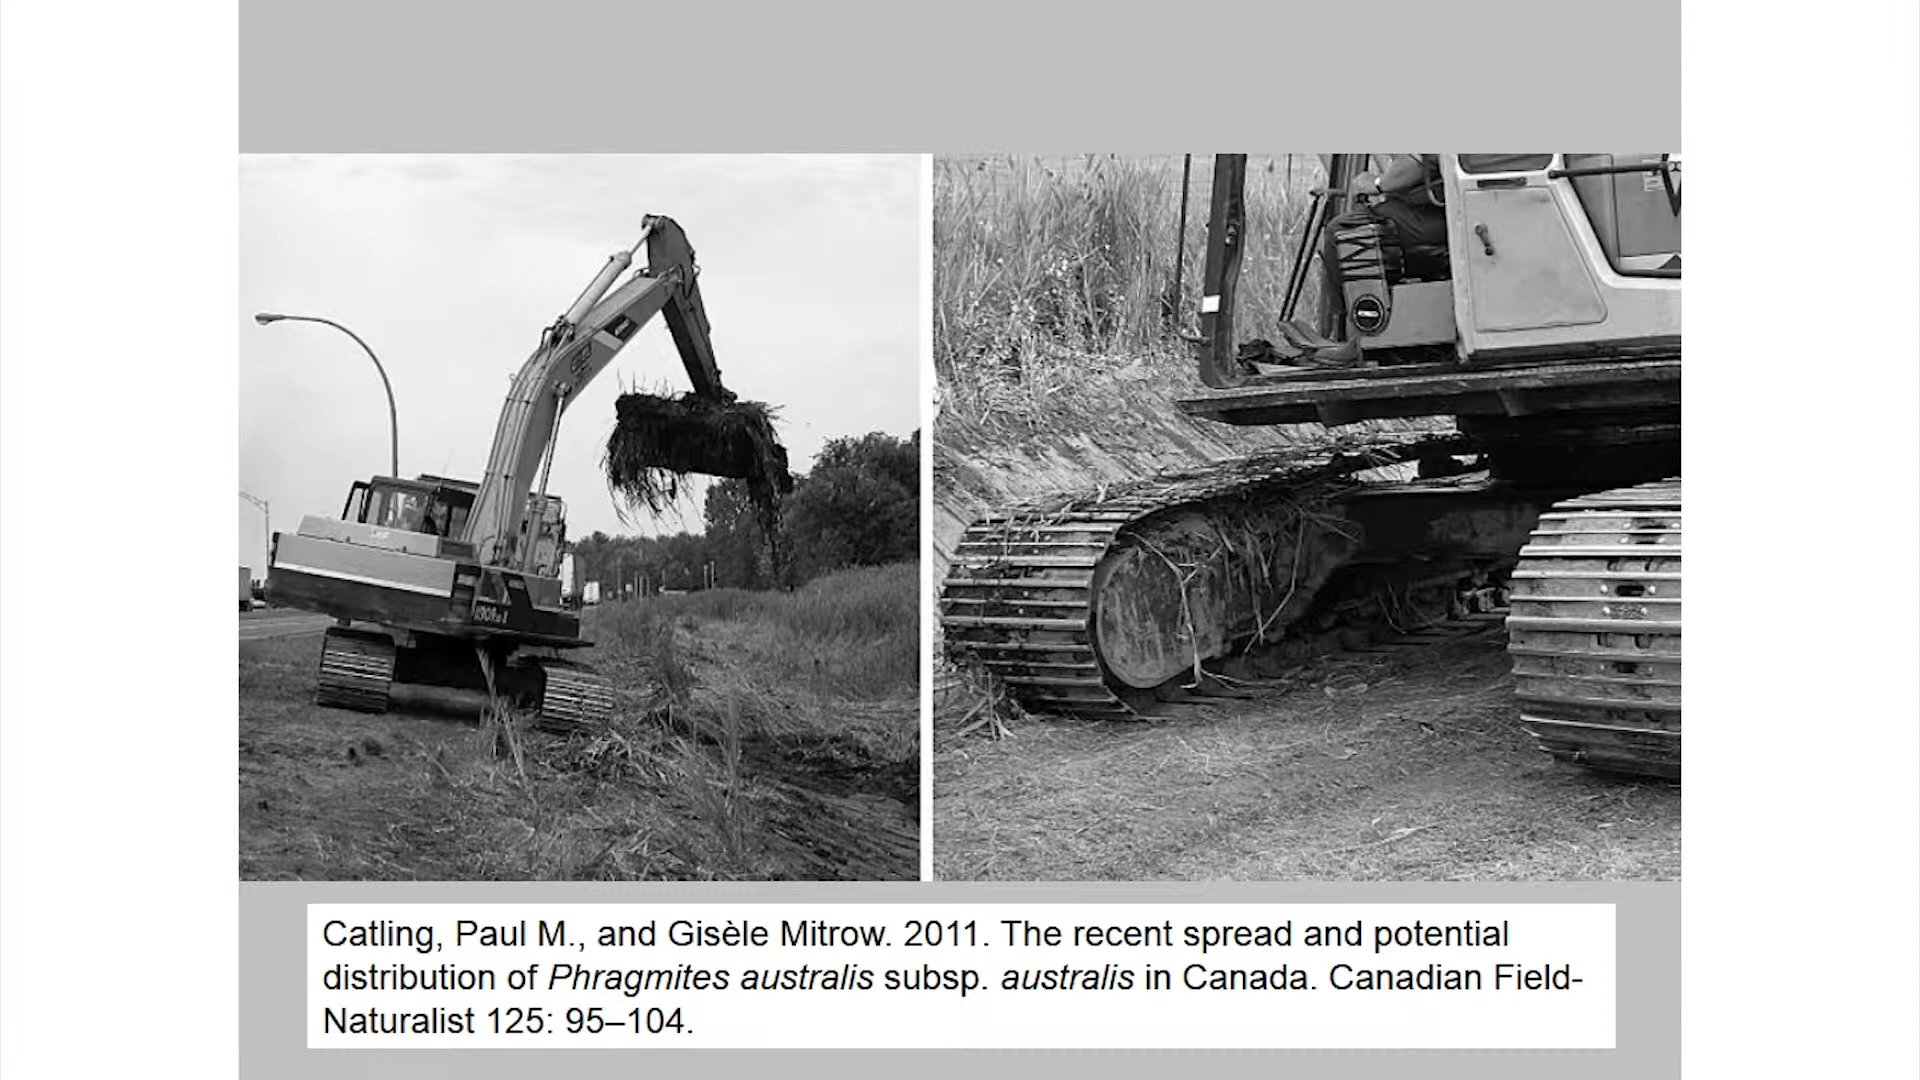 Catling, Paul M., and Gisèle Mitrow. 2011. The recent spread and potential
distribution of Phragmites australis subsp. australis in Canada. Canadian Field-
Naturalist 125: 95–104.